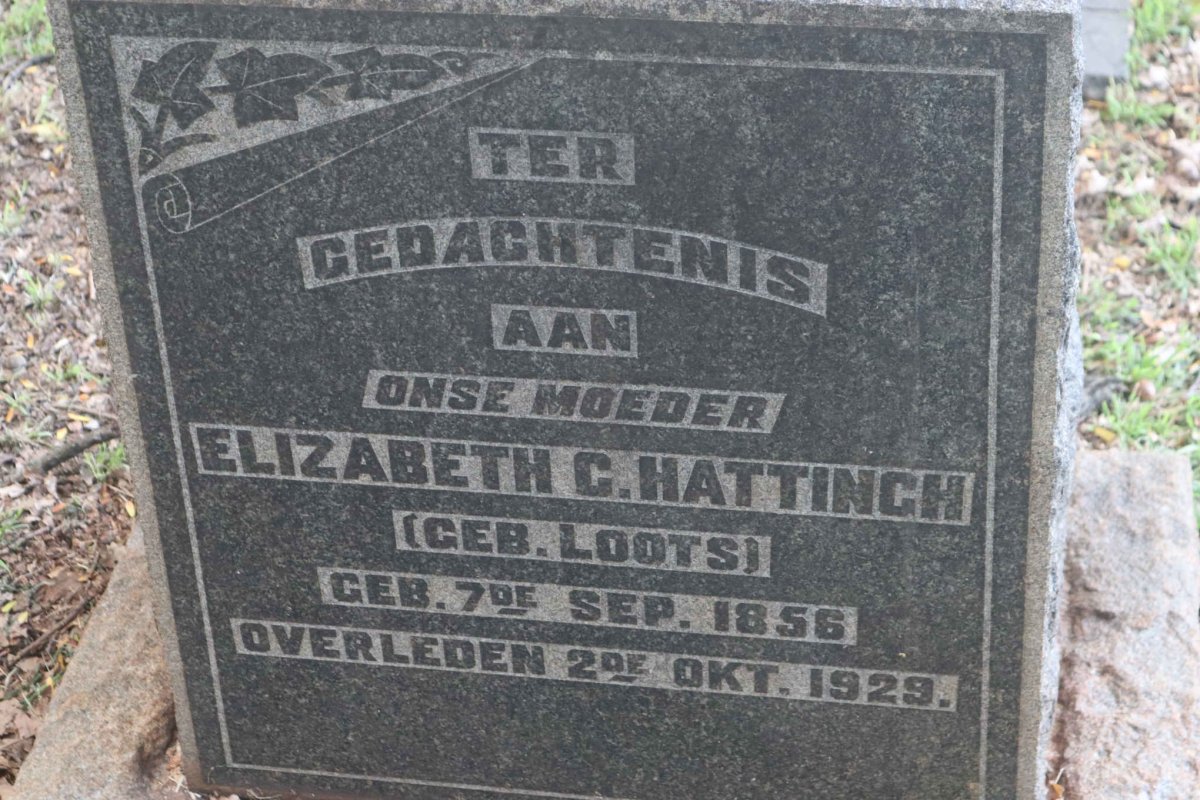 TER
GEDACHTENIS
AAN
ONSE MOEDER
ELIZABETH C. HATTINGH
(GEB. LOOTS)
GEB. 7DE SEP. 1856
OVERLEDEN 2DE OKT. 1929.